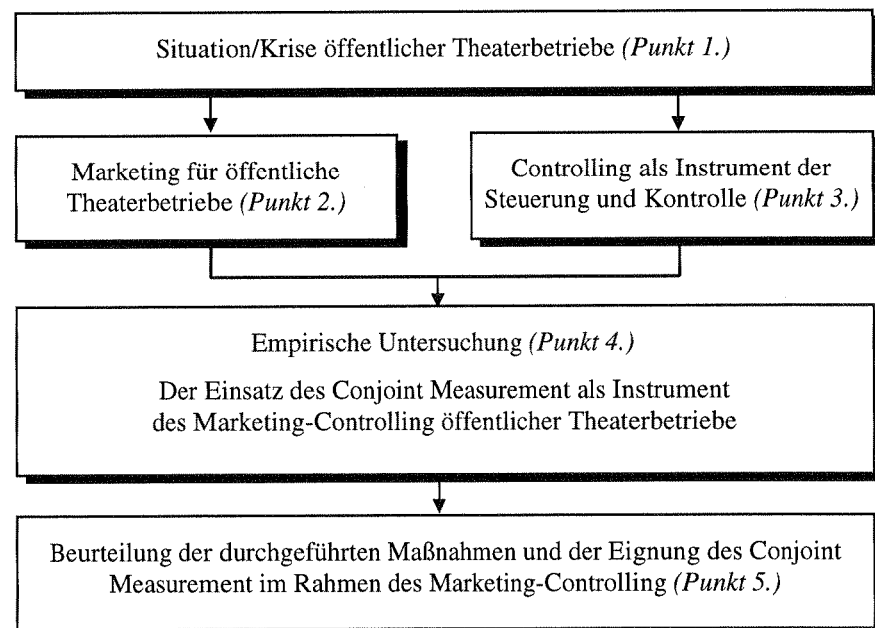 Situation/Krise öffentlicher Theaterbetriebe (Punkt 1.)
Marketing für öffentliche
Theaterbetriebe (Punkt 2.)
Controlling als Instrument der
Steuerung und Kontrolle (Punkt 3.)
Empirische Untersuchung (Punkt 4.)
Der Einsatz des Conjoint Measurement als Instrument
des Marketing-Controlling öffentlicher Theaterbetriebe
Beurteilung der durchgeführten Maßnahmen und der Eignung des Conjoint
Measurement im Rahmen des Marketing-Controlling (Punkt 5.)